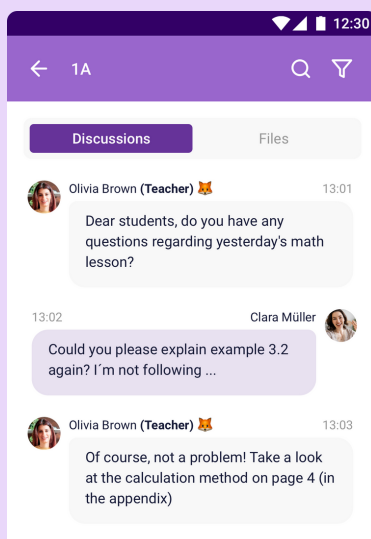 12:30
1A
Discussions
Files
Olivia Brown (Teacher) 🦊 13:01
Dear students, do you have any
questions regarding yesterday's math
lesson?
13:02 Clara Müller
Could you please explain example 3.2
again? I´m not following ...
Olivia Brown (Teacher) 🦊 13:03
Of course, not a problem! Take a look
at the calculation method on page 4 (in
the appendix)